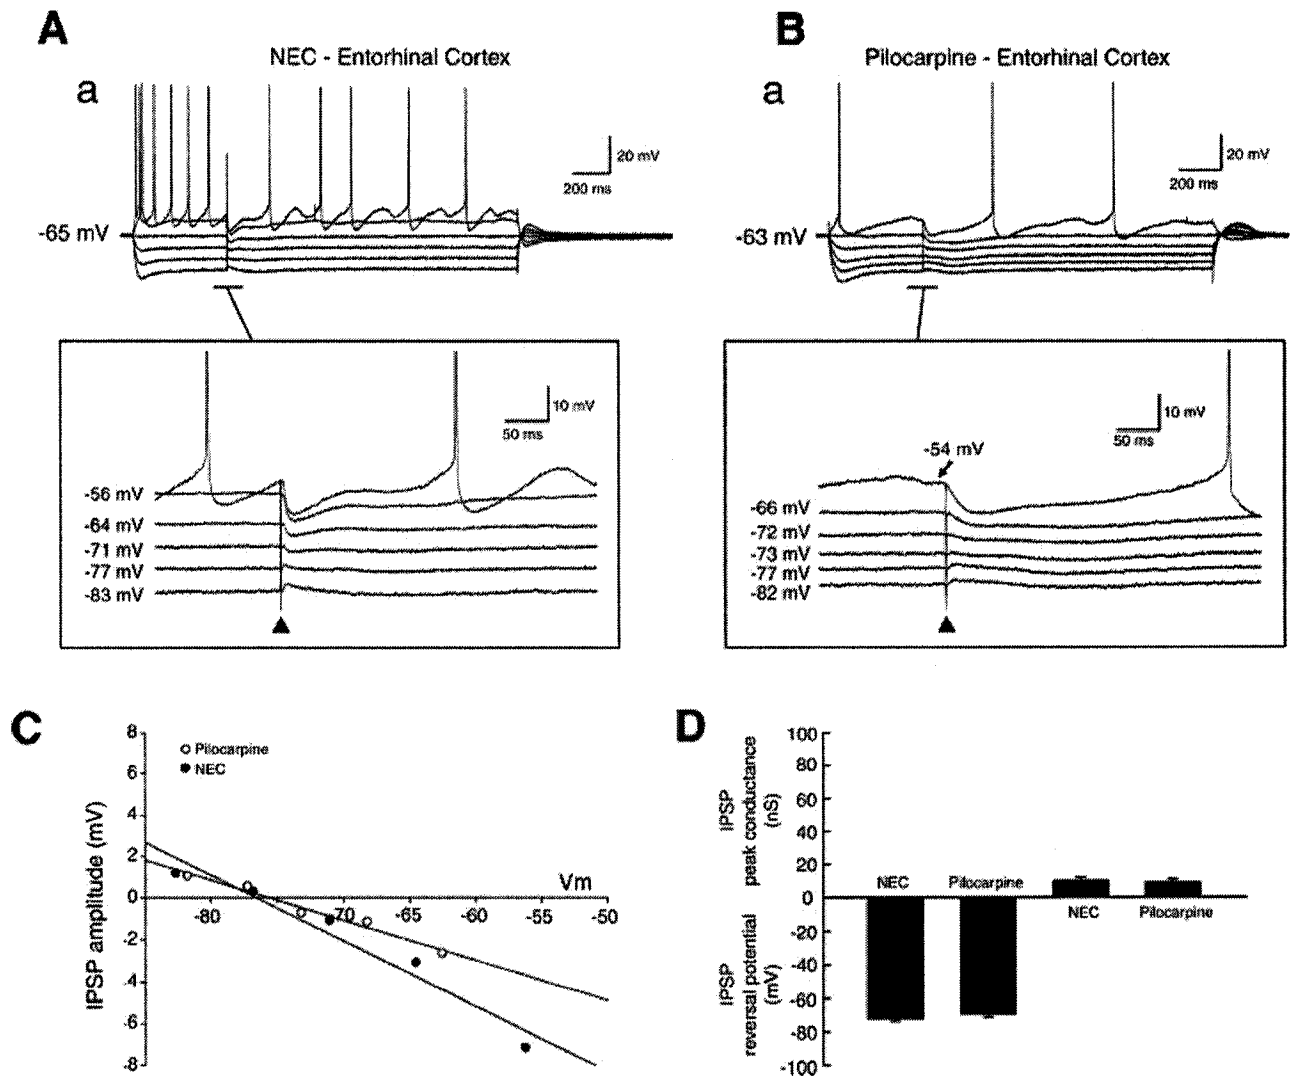 A
NEC - Entorhinal Cortex
a
20 mV
200 ms
-65 mV
10 mV
50 ms
-56 mV
-64 mV
-71 mV
-77 mV
-83 mV
B
Pilocarpine - Entorhinal Cortex
a
20 mV
200 ms
-63 mV
10 mV
50 ms
-54 mV
-66 mV
-72 mV
-73 mV
-77 mV
-82 mV
C
IPSP amplitude (mV)
8
6
4
2
0
-2
-4
-6
-8
Pilocarpine
NEC
Vm
-80
-70
-65
-60
-55
-50
D
IPSP
peak conductance
(nS)
IPSP
reversal potential
(mV)
100
80
60
40
20
0
-20
-40
-60
-80
-100
NEC
Pilocarpine
NEC
Pilocarpine